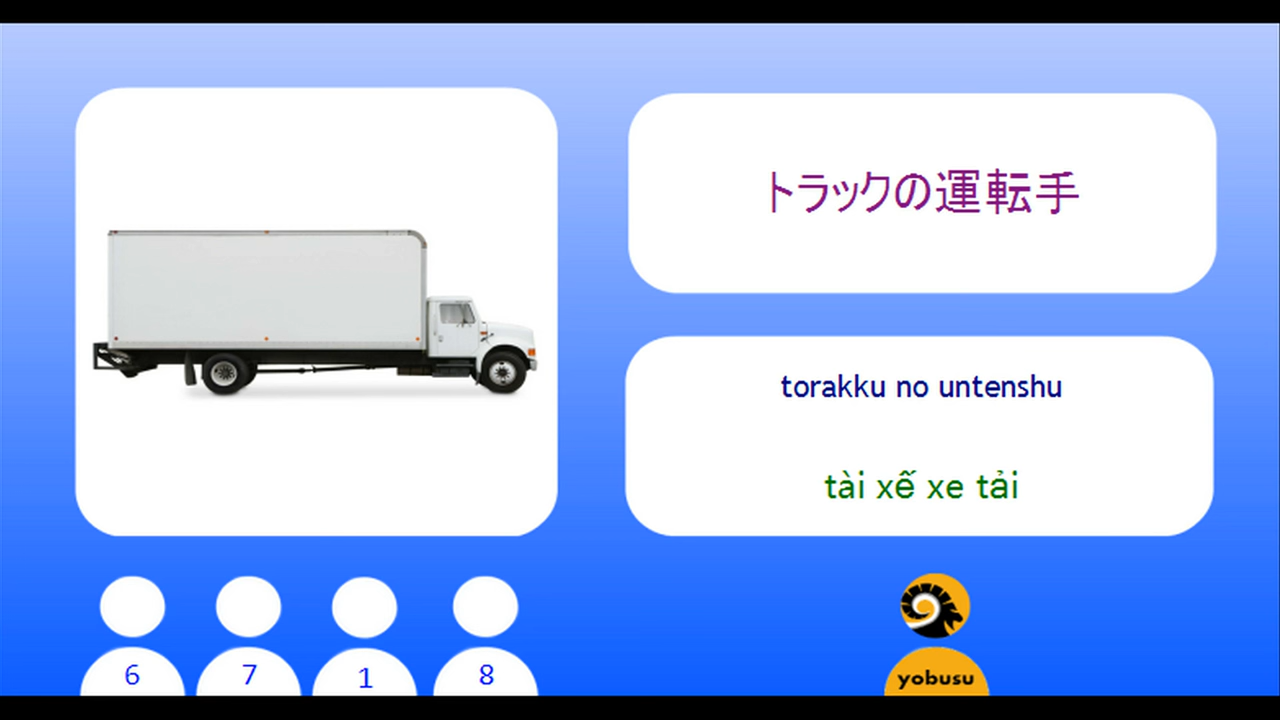 トラックの運転手
torakku no untenshu
tài xế xe tải
6 7 1 8
yobusu